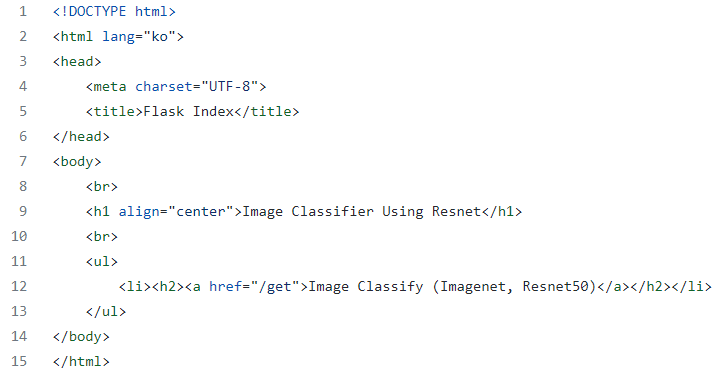 1 <!DOCTYPE html>
2 <html lang="ko">
3 <head>
4     <meta charset="UTF-8">
5     <title>Flask Index</title>
6 </head>
7 <body>
8     <br>
9     <h1 align="center">Image Classifier Using Resnet</h1>
10     <br>
11     <ul>
12         <li><h2><a href="/get">Image Classify (Imagenet, Resnet50)</a></h2></li>
13     </ul>
14 </body>
15 </html>